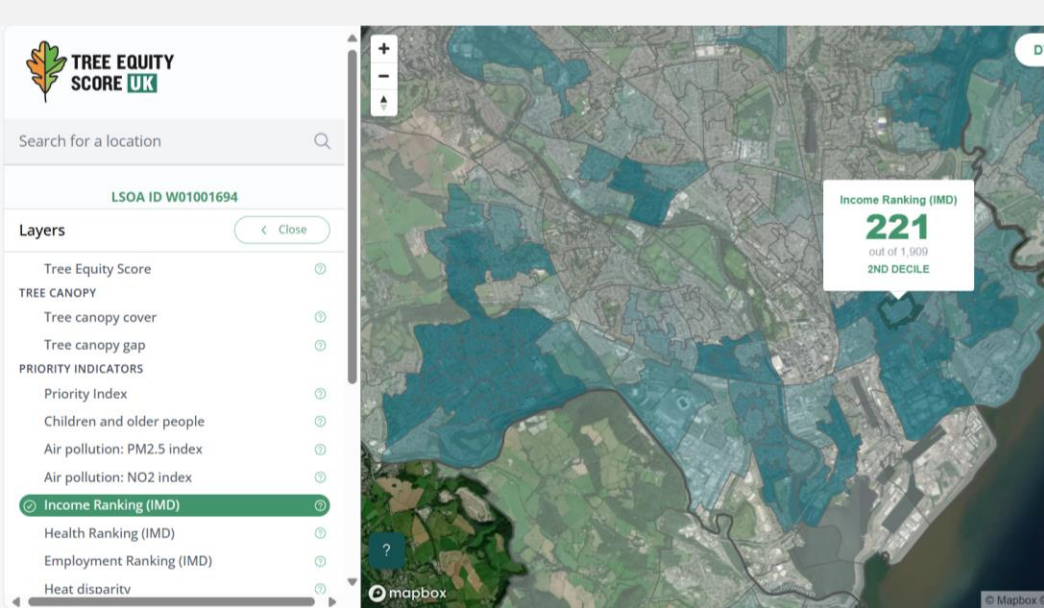 TREE EQUITY
SCORE UK
Search for a location
LSOA ID W01001694
Layers
Close
Tree Equity Score
TREE CANOPY
Tree canopy cover
Tree canopy gap
PRIORITY INDICATORS
Priority Index
Children and older people
Air pollution: PM2.5 index
Air pollution: NO2 index
Income Ranking (IMD)
Health Ranking (IMD)
Employment Ranking (IMD)
Heat disparity
Income Ranking (IMD)
221
out of 1,909
2ND DECILE
?
mapbox
© Mapbox